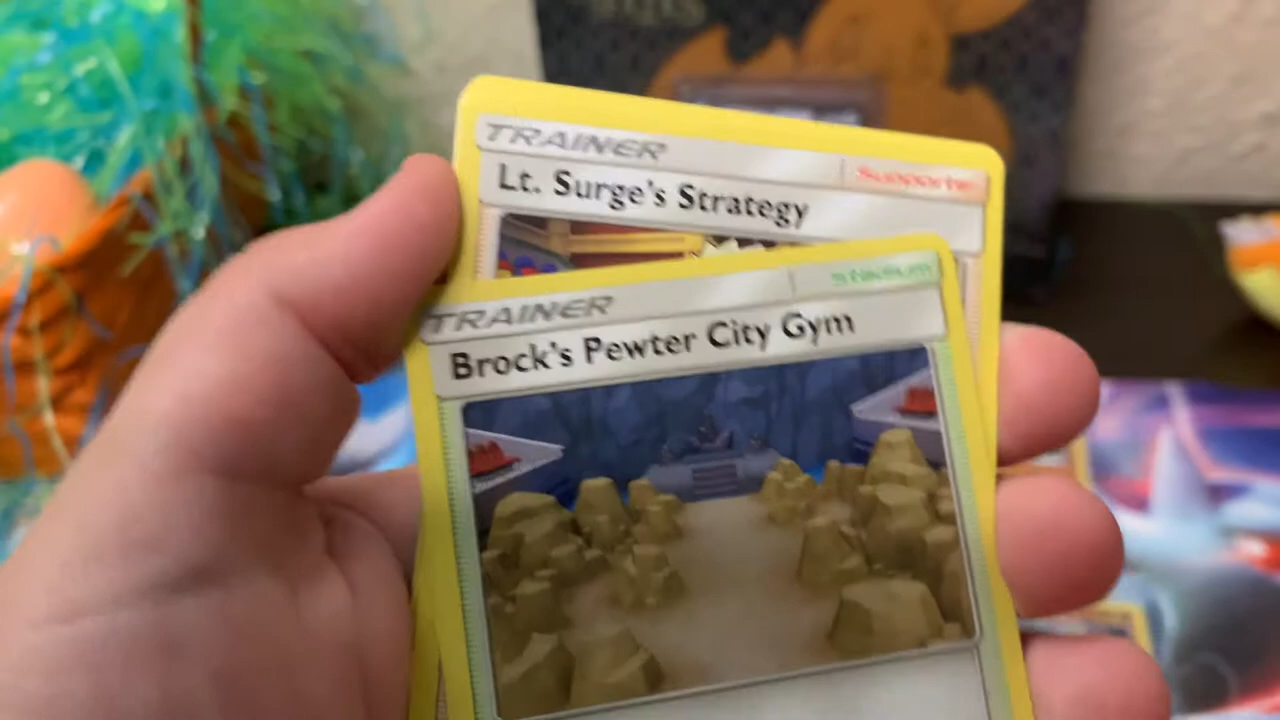 TRAINER
Supporter
Lt. Surge's Strategy
TRAINER
Stadium
Brock's Pewter City Gym